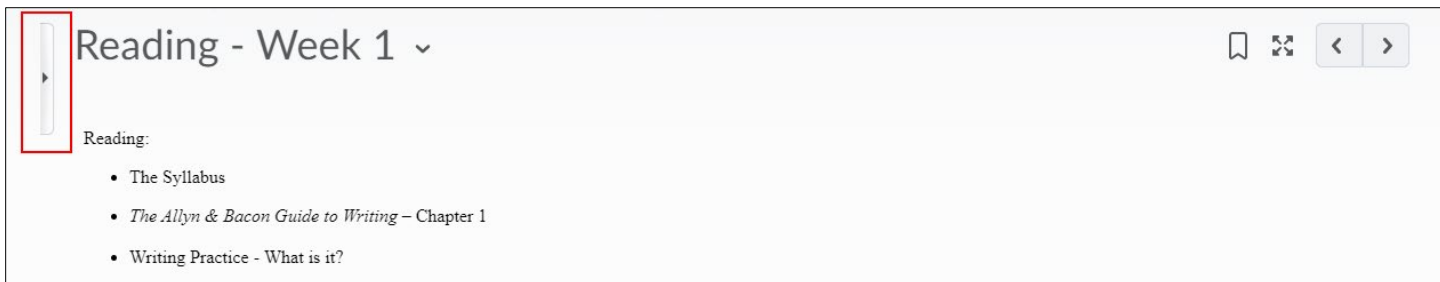 Reading - Week 1
Reading:
• The Syllabus
• The Allyn & Bacon Guide to Writing – Chapter 1
• Writing Practice - What is it?